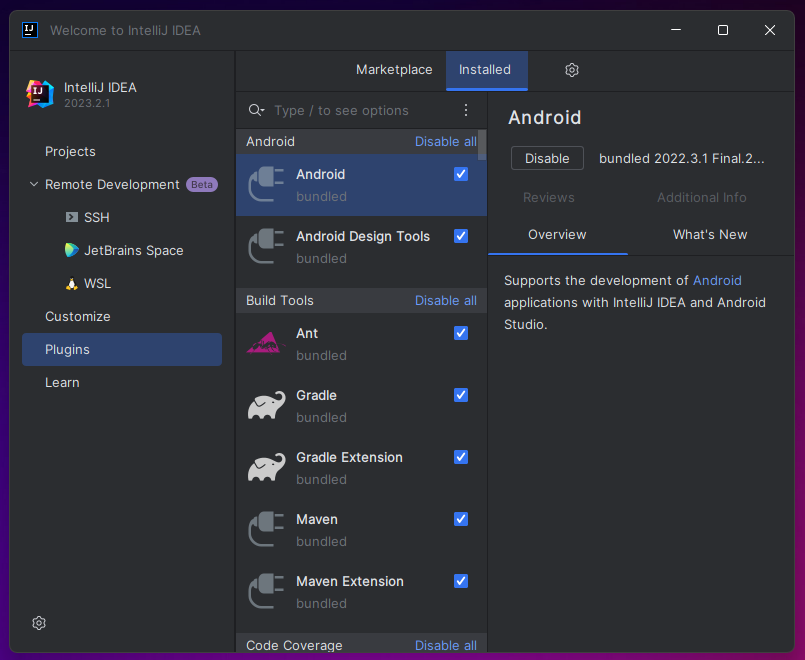 Welcome to IntelliJ IDEA
IntelliJ IDEA
2023.2.1
Projects
Remote Development Beta
SSH
JetBrains Space
WSL
Customize
Plugins
Learn
Marketplace Installed
Type / to see options
Android Disable all
Android
bundled
Android Design Tools
bundled
Build Tools Disable all
Ant
bundled
Gradle
bundled
Gradle Extension
bundled
Maven
bundled
Maven Extension
bundled
Code Coverage Disable all
Android
Disable bundled 2022.3.1 Final.2...
Reviews Additional Info
Overview What's New
Supports the development of Android
applications with IntelliJ IDEA and Android
Studio.